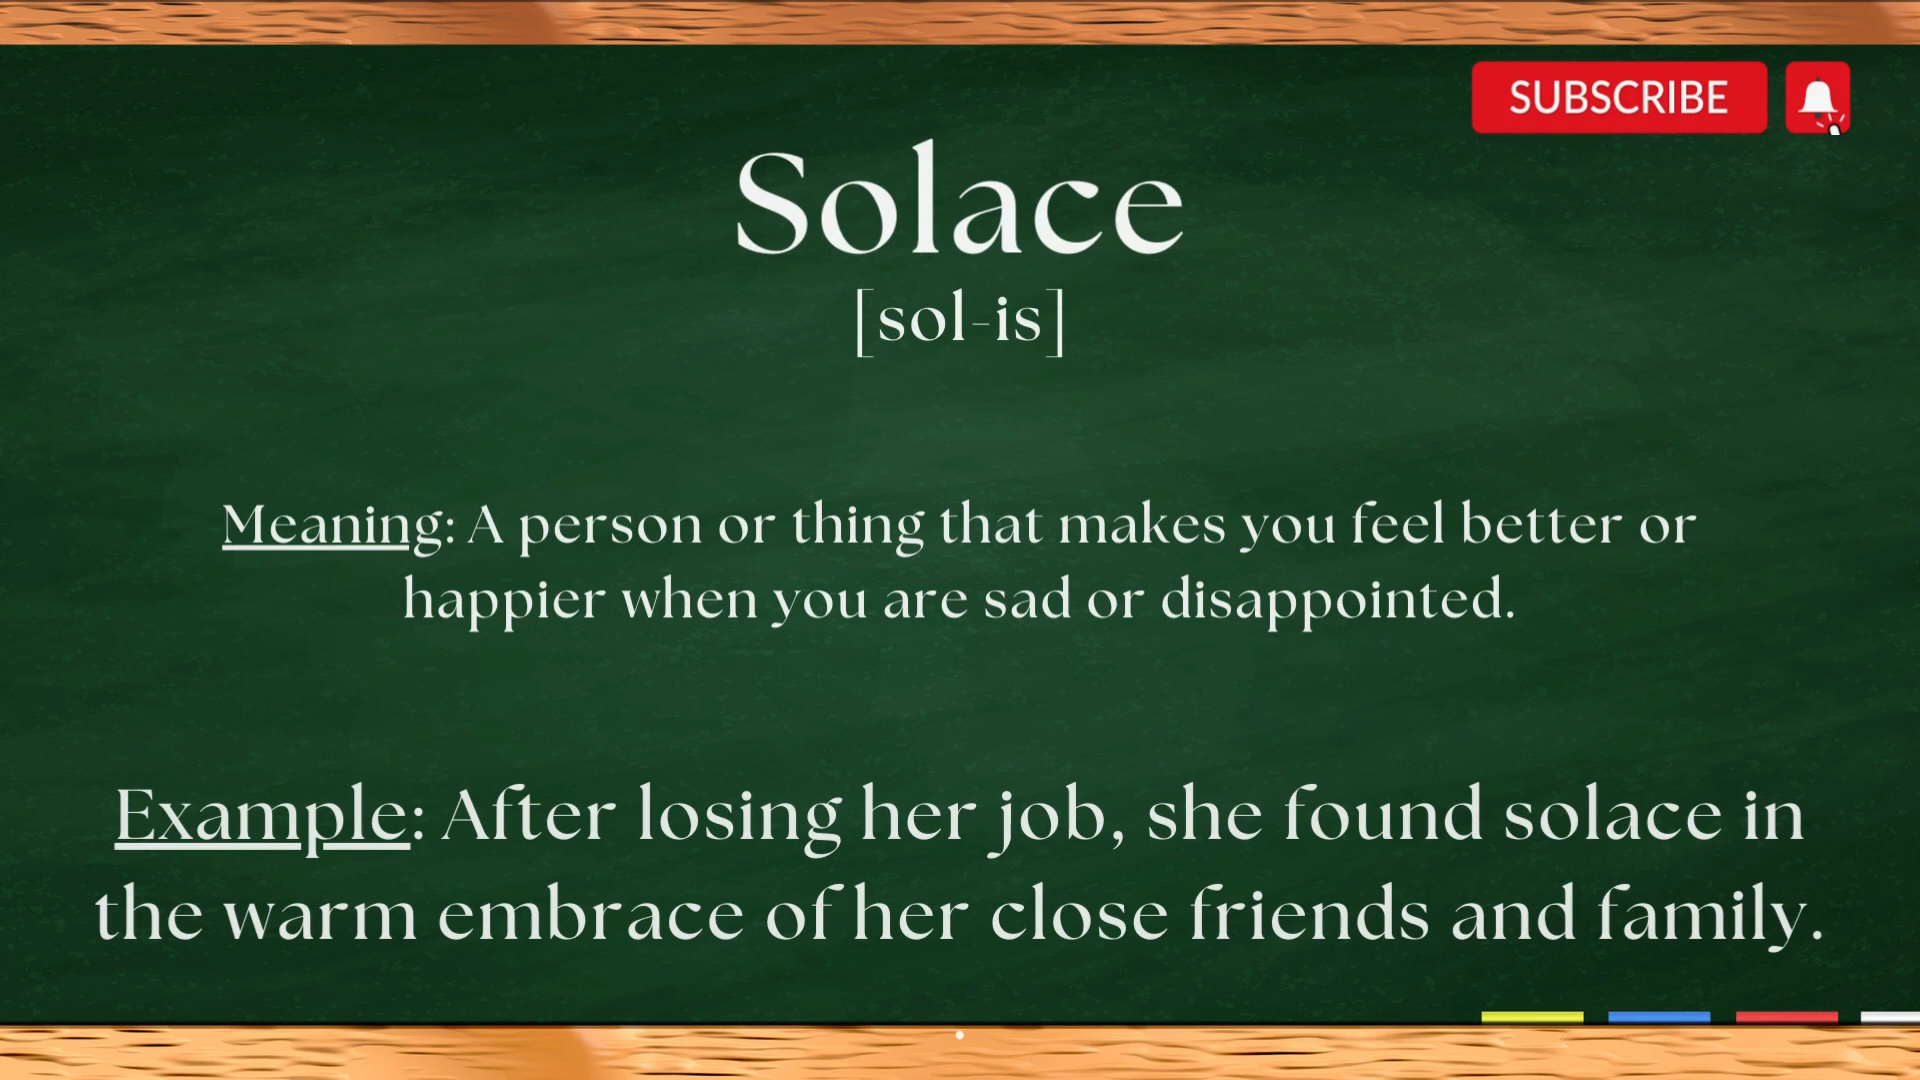 SUBSCRIBE
Solace
[sol-is]
Meaning: A person or thing that makes you feel better or
happier when you are sad or disappointed.
Example: After losing her job, she found solace in
the warm embrace of her close friends and family.